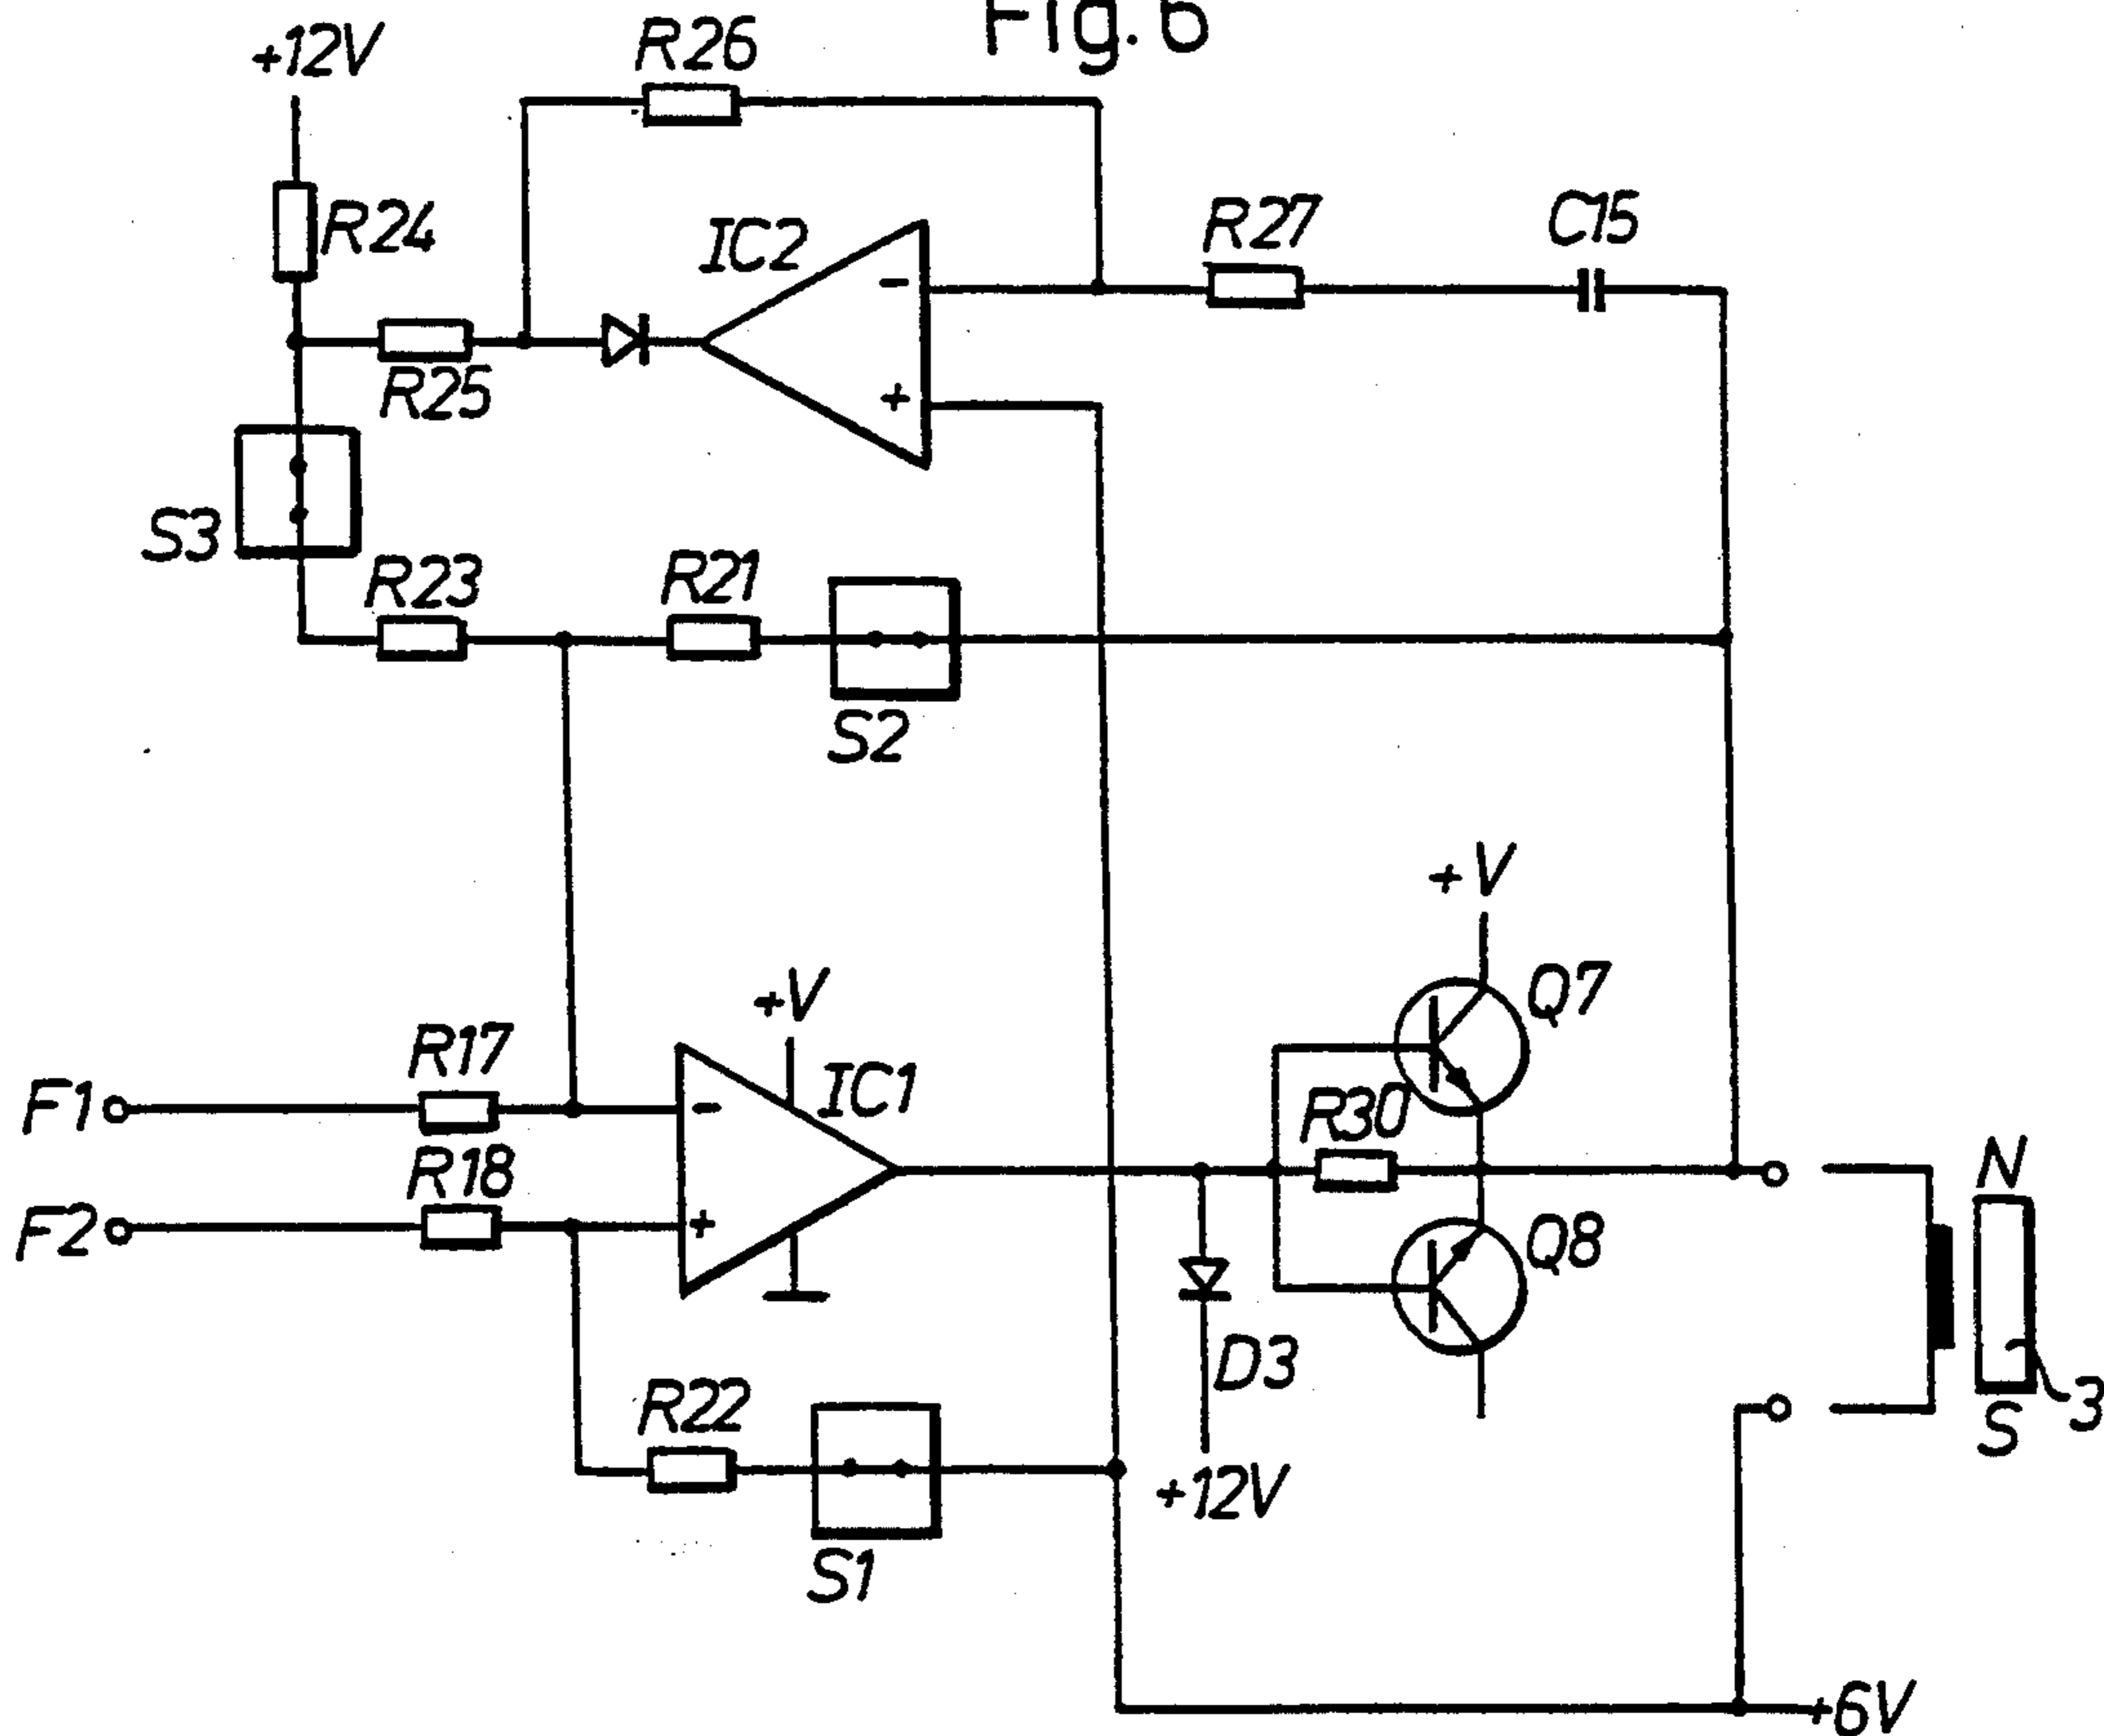 Fig. 6
+12V
R26
R24
IC2
R27
C15
-
+
R25
S3
R23
R21
S2
+V
Q7
+V
R17
IC1
R30
F1
-
N
R18
F2
+
Q8
D3
R22
3
S
+12V
S1
+6V